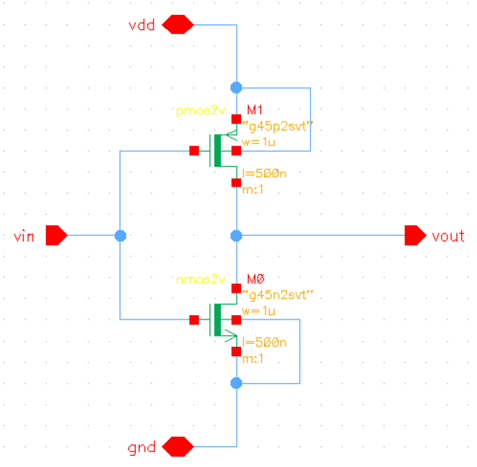 vdd
pmos2v M1
"g45p2svt"
w=1u
l=500n
m:1
vin
vout
nmos2v M0
"g45n2svt"
w=1u
l=500n
m:1
gnd